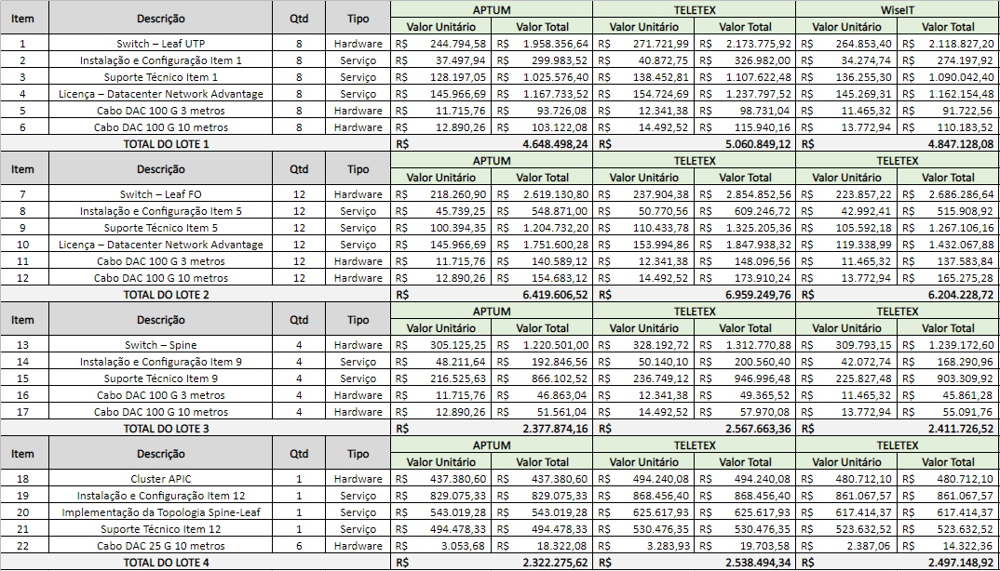 Item Descrição Qtd Tipo APTUM TELETEX WiseIT
Valor Unitário Valor Total Valor Unitário Valor Total Valor Unitário Valor Total
1 Switch – Leaf UTP 8 Hardware R$ 244.794,58 R$ 1.958.356,64 R$ 271.721,99 R$ 2.173.775,92 R$ 264.853,40 R$ 2.118.827,20
2 Instalação e Configuração Item 1 8 Serviço R$ 37.497,94 R$ 299.983,52 R$ 40.872,75 R$ 326.982,00 R$ 34.274,74 R$ 274.197,92
3 Suporte Técnico Item 1 8 Serviço R$ 128.197,05 R$ 1.025.576,40 R$ 138.452,81 R$ 1.107.622,48 R$ 136.255,30 R$ 1.090.042,40
4 Licença – Datacenter Network Advantage 8 Serviço R$ 145.966,69 R$ 1.167.733,52 R$ 154.724,69 R$ 1.237.797,52 R$ 145.269,31 R$ 1.162.154,48
5 Cabo DAC 100 G 3 metros 8 Hardware R$ 11.715,76 R$ 93.726,08 R$ 12.341,38 R$ 98.731,04 R$ 11.465,32 R$ 91.722,56
6 Cabo DAC 100 G 10 metros 8 Hardware R$ 12.890,26 R$ 103.122,08 R$ 14.492,52 R$ 115.940,16 R$ 13.772,94 R$ 110.183,52
TOTAL DO LOTE 1 R$ 4.648.498,24 R$ 5.060.849,12 R$ 4.847.128,08
Item Descrição Qtd Tipo APTUM TELETEX TELETEX
Valor Unitário Valor Total Valor Unitário Valor Total Valor Unitário Valor Total
7 Switch – Leaf FO 12 Hardware R$ 218.260,90 R$ 2.619.130,80 R$ 237.904,38 R$ 2.854.852,56 R$ 223.857,22 R$ 2.686.286,64
8 Instalação e Configuração Item 5 12 Serviço R$ 45.739,25 R$ 548.871,00 R$ 50.770,56 R$ 609.246,72 R$ 42.992,41 R$ 515.908,92
9 Suporte Técnico Item 5 12 Serviço R$ 100.394,35 R$ 1.204.732,20 R$ 110.433,78 R$ 1.325.205,36 R$ 105.592,18 R$ 1.267.106,16
10 Licença – Datacenter Network Advantage 12 Serviço R$ 145.966,69 R$ 1.751.600,28 R$ 153.994,86 R$ 1.847.938,32 R$ 119.338,99 R$ 1.432.067,88
11 Cabo DAC 100 G 3 metros 12 Hardware R$ 11.715,76 R$ 140.589,12 R$ 12.341,38 R$ 148.096,56 R$ 11.465,32 R$ 137.583,84
12 Cabo DAC 100 G 10 metros 12 Hardware R$ 12.890,26 R$ 154.683,12 R$ 14.492,52 R$ 173.910,24 R$ 13.772,94 R$ 165.275,28
TOTAL DO LOTE 2 R$ 6.419.606,52 R$ 6.959.249,76 R$ 6.204.228,72
Item Descrição Qtd Tipo APTUM TELETEX TELETEX
Valor Unitário Valor Total Valor Unitário Valor Total Valor Unitário Valor Total
13 Switch – Spine 4 Hardware R$ 305.125,25 R$ 1.220.501,00 R$ 328.192,72 R$ 1.312.770,88 R$ 309.793,15 R$ 1.239.172,60
14 Instalação e Configuração Item 9 4 Serviço R$ 48.211,64 R$ 192.846,56 R$ 50.140,10 R$ 200.560,40 R$ 42.072,74 R$ 168.290,96
15 Suporte Técnico Item 9 4 Serviço R$ 216.525,63 R$ 866.102,52 R$ 236.749,12 R$ 946.996,48 R$ 225.827,48 R$ 903.309,92
16 Cabo DAC 100 G 3 metros 4 Hardware R$ 11.715,76 R$ 46.863,04 R$ 12.341,38 R$ 49.365,52 R$ 11.465,32 R$ 45.861,28
17 Cabo DAC 100 G 10 metros 4 Hardware R$ 12.890,26 R$ 51.561,04 R$ 14.492,52 R$ 57.970,08 R$ 13.772,94 R$ 55.091,76
TOTAL DO LOTE 3 R$ 2.377.874,16 R$ 2.567.663,36 R$ 2.411.726,52
Item Descrição Qtd Tipo APTUM TELETEX TELETEX
Valor Unitário Valor Total Valor Unitário Valor Total Valor Unitário Valor Total
18 Cluster APIC 1 Hardware R$ 437.380,60 R$ 437.380,60 R$ 494.240,08 R$ 494.240,08 R$ 480.712,10 R$ 480.712,10
19 Instalação e Configuração Item 12 1 Serviço R$ 829.075,33 R$ 829.075,33 R$ 868.456,40 R$ 868.456,40 R$ 861.067,57 R$ 861.067,57
20 Implementação da Topologia Spine-Leaf 1 Serviço R$ 543.019,28 R$ 543.019,28 R$ 625.617,93 R$ 625.617,93 R$ 617.414,37 R$ 617.414,37
21 Suporte Técnico Item 12 1 Serviço R$ 494.478,33 R$ 494.478,33 R$ 530.476,35 R$ 530.476,35 R$ 523.632,52 R$ 523.632,52
22 Cabo DAC 25 G 10 metros 6 Hardware R$ 3.053,68 R$ 18.322,08 R$ 3.283,93 R$ 19.703,58 R$ 2.387,06 R$ 14.322,36
TOTAL DO LOTE 4 R$ 2.322.275,62 R$ 2.538.494,34 R$ 2.497.148,92